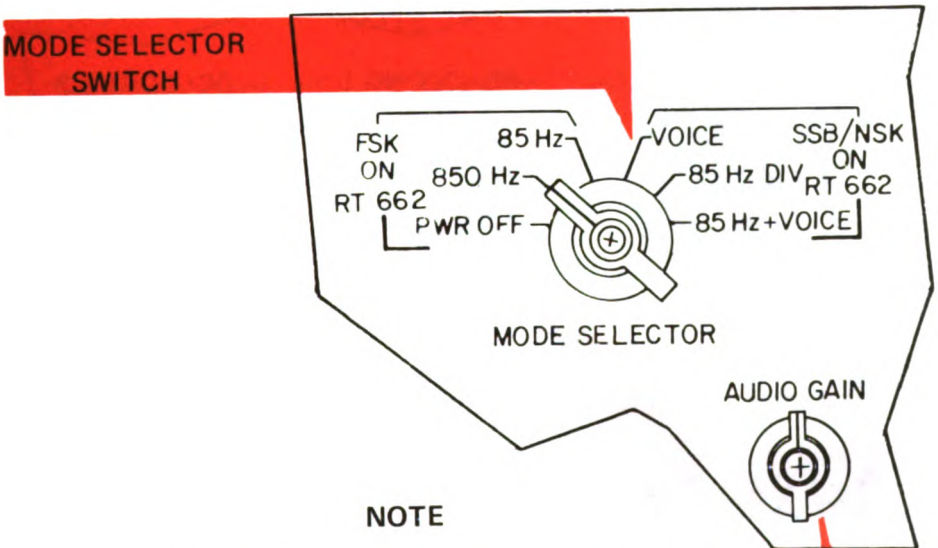 MODE SELECTOR
SWITCH
FSK
ON
RT 662
85 Hz
850 Hz
PWR OFF
VOICE
85 Hz DIV
85 Hz+VOICE
SSB/NSK
ON
RT 662
MODE SELECTOR
AUDIO GAIN
NOTE